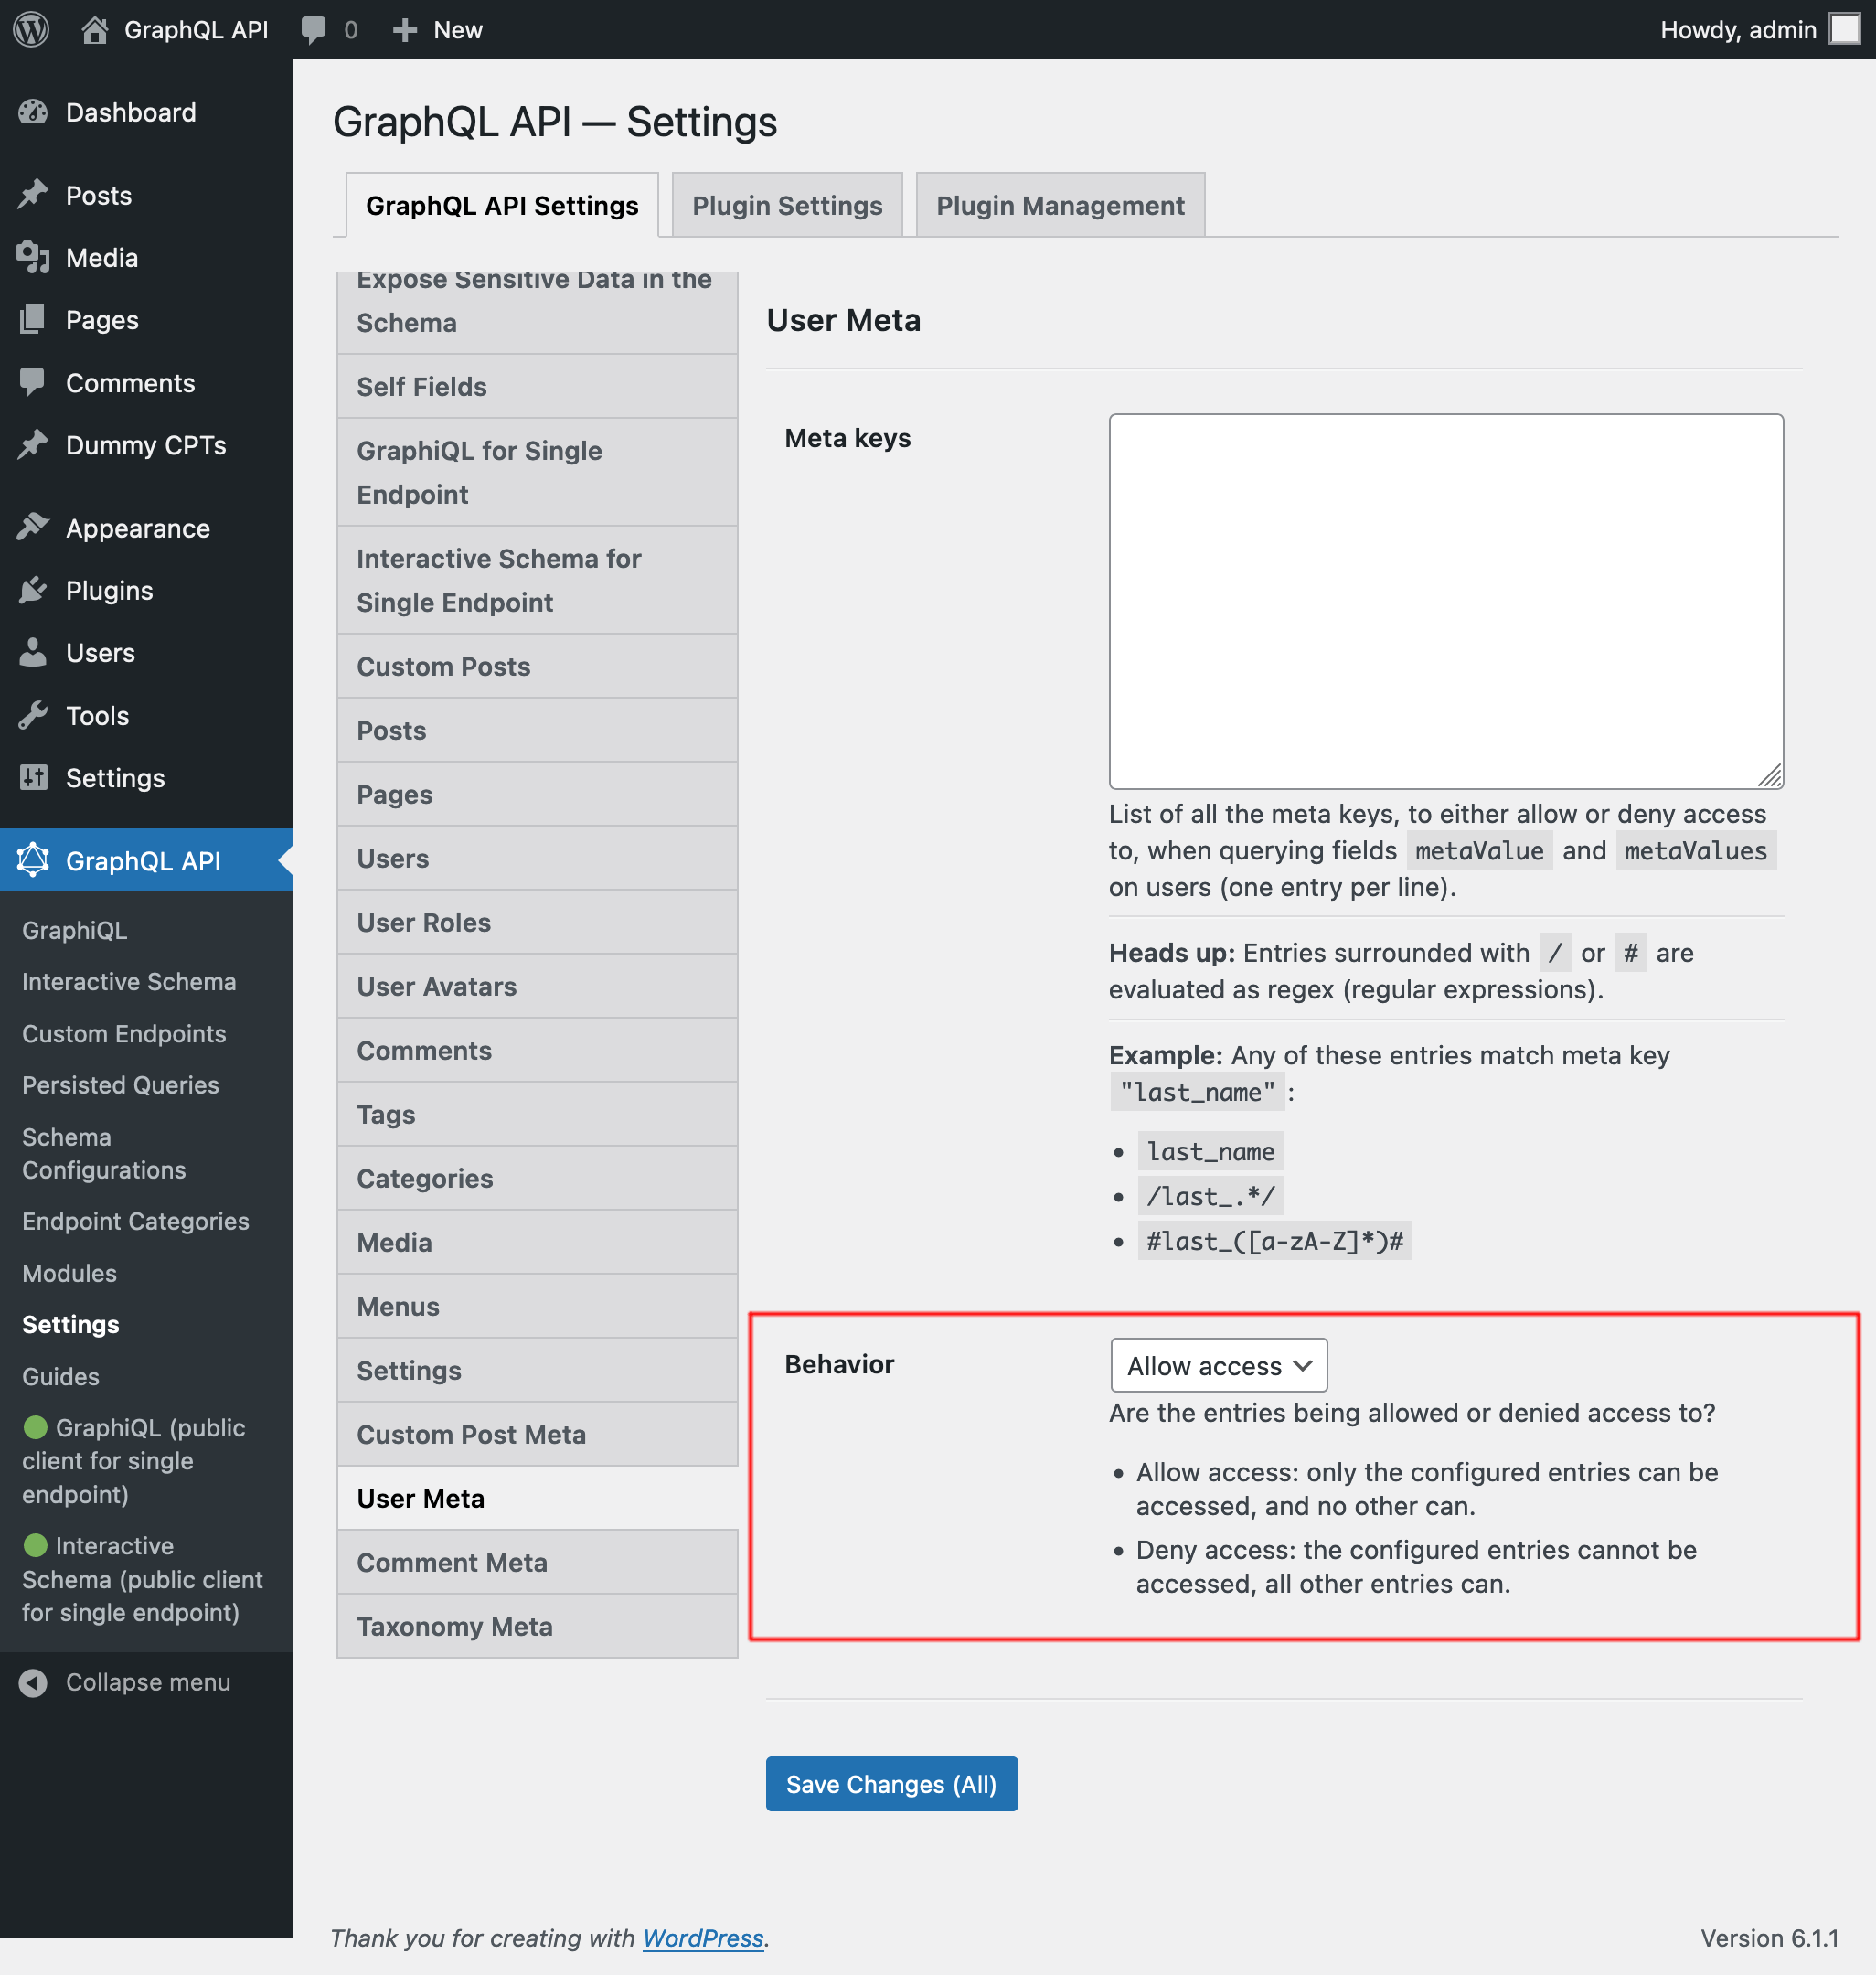 GraphQL API
0
New
Howdy, admin
Dashboard
Posts
Media
Pages
Comments
Dummy CPTs
Appearance
Plugins
Users
Tools
Settings
GraphQL API
GraphiQL
Interactive Schema
Custom Endpoints
Persisted Queries
Schema
Configurations
Endpoint Categories
Modules
Settings
Guides
GraphiQL (public
client for single
endpoint)
Interactive
Schema (public client
for single endpoint)
Collapse menu
GraphQL API — Settings
GraphQL API Settings
Plugin Settings
Plugin Management
Expose Sensitive Data in the
Schema
Self Fields
GraphiQL for Single
Endpoint
Interactive Schema for
Single Endpoint
Custom Posts
Posts
Pages
Users
User Roles
User Avatars
Comments
Tags
Categories
Media
Menus
Settings
Custom Post Meta
User Meta
Comment Meta
Taxonomy Meta
User Meta
Meta keys
List of all the meta keys, to either allow or deny access
to, when querying fields metaValue and metaValues
on users (one entry per line).
Heads up: Entries surrounded with / or # are
evaluated as regex (regular expressions).
Example: Any of these entries match meta key
"last_name" :
• last_name
• /last_.*/
• #last_([a-zA-Z]*)#
Behavior
Allow access
Are the entries being allowed or denied access to?
• Allow access: only the configured entries can be
accessed, and no other can.
• Deny access: the configured entries cannot be
accessed, all other entries can.
Save Changes (All)
Thank you for creating with WordPress.
Version 6.1.1